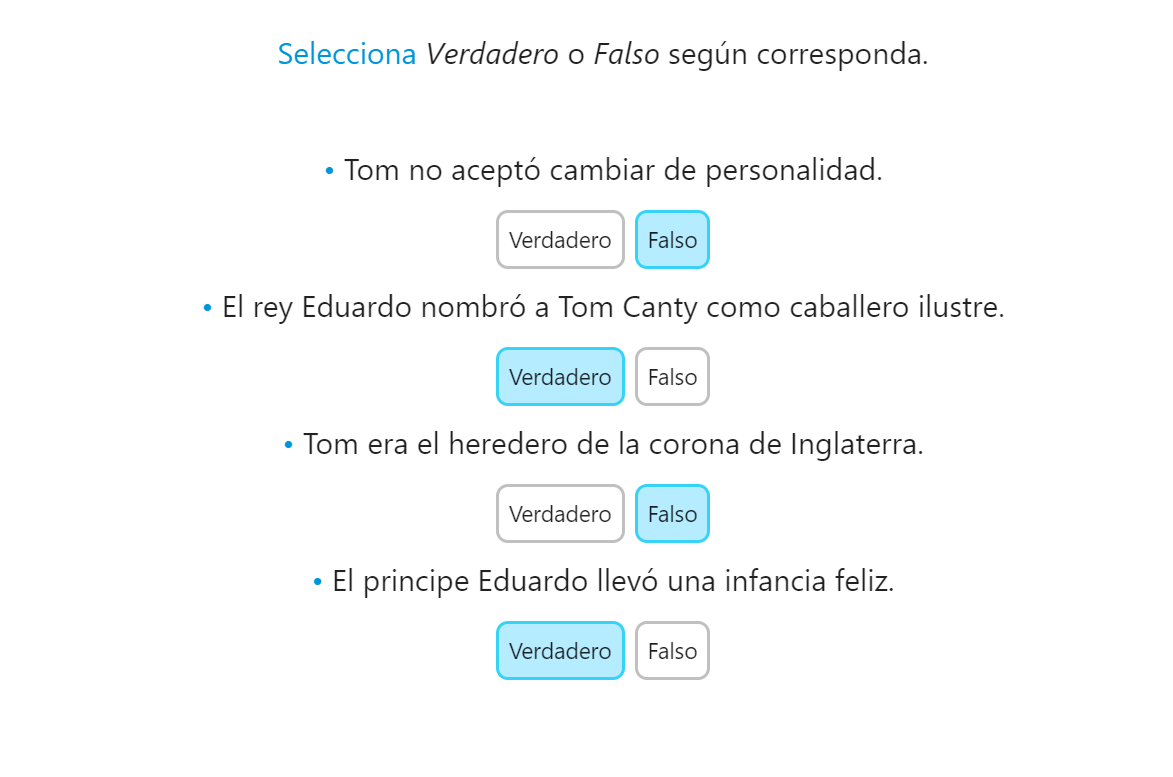 Selecciona Verdadero o Falso según corresponda.
• Tom no aceptó cambiar de personalidad.
Verdadero Falso
• El rey Eduardo nombró a Tom Canty como caballero ilustre.
Verdadero Falso
• Tom era el heredero de la corona de Inglaterra.
Verdadero Falso
• El principe Eduardo llevó una infancia feliz.
Verdadero Falso